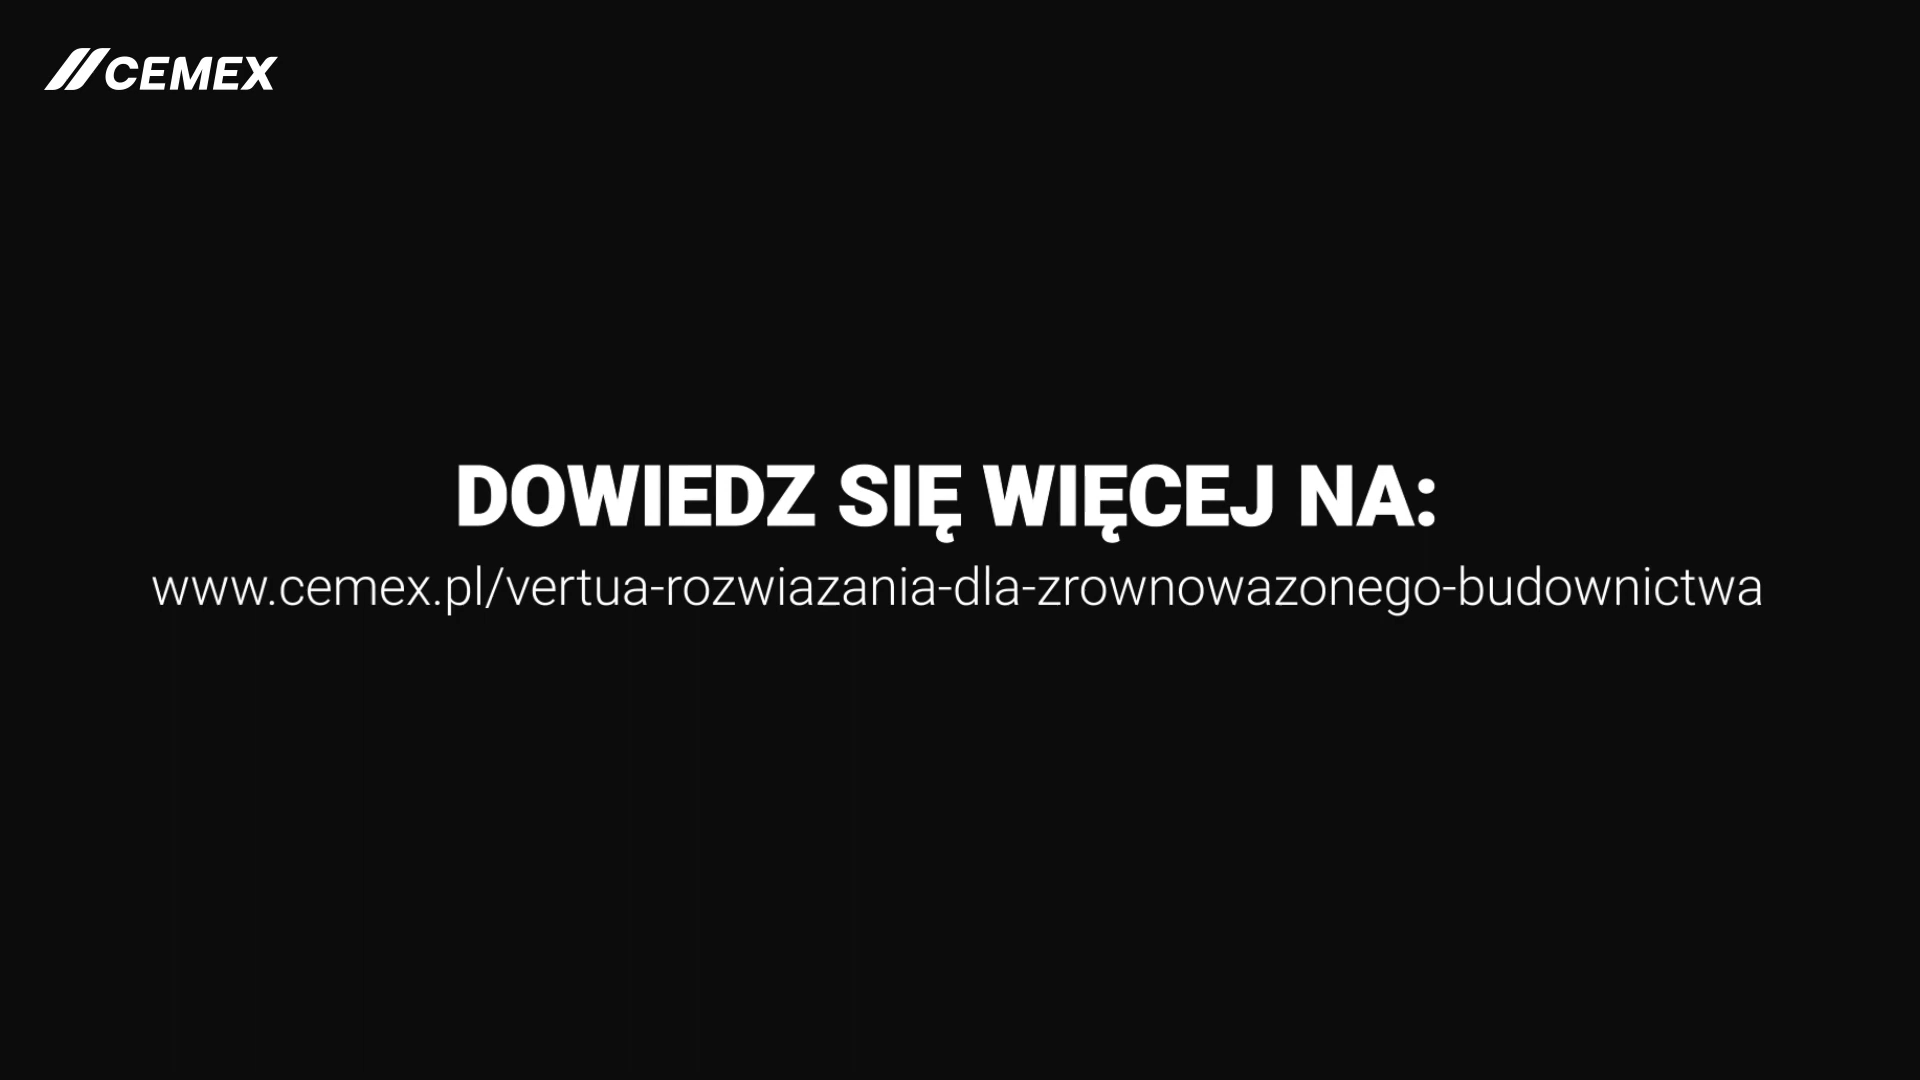 CEMEX
DOWIEDZ SIĘ WIĘCEJ NA:
www.cemex.pl/vertua-rozwiazania-dla-zrownowazonego-budownictwa